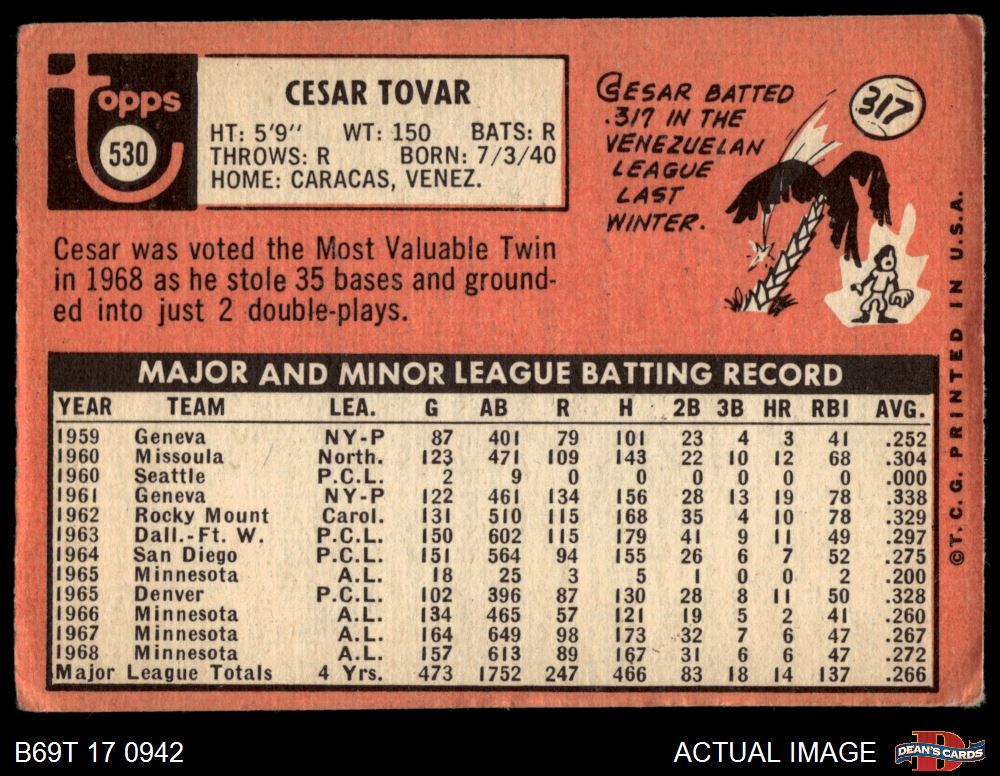 Topps
530
CESAR TOVAR
HT: 5'9" WT: 150 BATS: R
THROWS: R BORN: 7/3/40
HOME: CARACAS, VENEZ.
Cesar was voted the Most Valuable Twin
in 1968 as he stole 35 bases and ground-
ed into just 2 double-plays.
CESAR BATTED
.317 IN THE
VENEZUELAN
LEAGUE
LAST
WINTER.
317
MAJOR AND MINOR LEAGUE BATTING RECORD
YEAR TEAM LEA. G AB R H 2B 3B HR RBI AVG.
1959 Geneva NY-P 87 401 79 101 23 4 3 41 .252
1960 Missoula North. 123 471 109 143 22 10 12 68 .304
1960 Seattle P.C.L. 2 9 0 0 0 0 0 0 .000
1961 Geneva NY-P 122 461 134 156 28 13 19 78 .338
1962 Rocky Mount Carol. 131 510 115 168 35 4 10 78 .329
1963 Dall.-Ft. W. P.C.L. 150 602 115 179 41 9 11 49 .297
1964 San Diego P.C.L. 151 564 94 155 26 6 7 52 .275
1965 Minnesota A.L. 18 25 3 5 1 0 0 2 .200
1965 Denver P.C.L. 102 396 87 130 28 8 11 50 .328
1966 Minnesota A.L. 134 465 57 121 19 5 2 41 .260
1967 Minnesota A.L. 164 649 98 173 32 7 6 47 .267
1968 Minnesota A.L. 157 613 89 167 31 6 6 47 .272
Major League Totals 4 Yrs. 473 1752 247 466 83 18 14 137 .266
©T. C. G. PRINTED IN U.S.A.
B69T 17 0942
ACTUAL IMAGE
DEAN'S CARDS